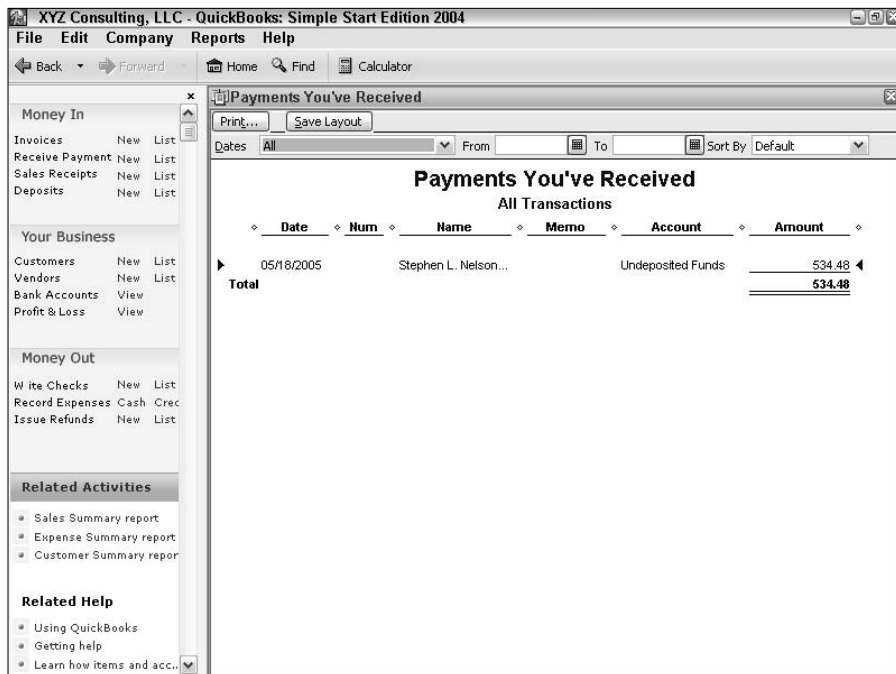 XYZ Consulting, LLC - QuickBooks: Simple Start Edition 2004
File Edit Company Reports Help
Back Forward Home Find Calculator
Money In
Invoices New List
Receive Payment New List
Sales Receipts New List
Deposits New List
Your Business
Customers New List
Vendors New List
Bank Accounts View
Profit & Loss View
Money Out
W ite Checks New List
Record Expenses Cash Crec
Issue Refunds New List
Related Activities
Sales Summary report
Expense Summary report
Customer Summary repor
Related Help
Using QuickBooks
Getting help
Learn how items and acc..
Payments You've Received
Print... Save Layout
Dates All From To Sort By Default
Payments You've Received
All Transactions
Date Num Name Memo Account Amount
05/18/2005 Stephen L. Nelson... Undeposited Funds 534.48
Total 534.48